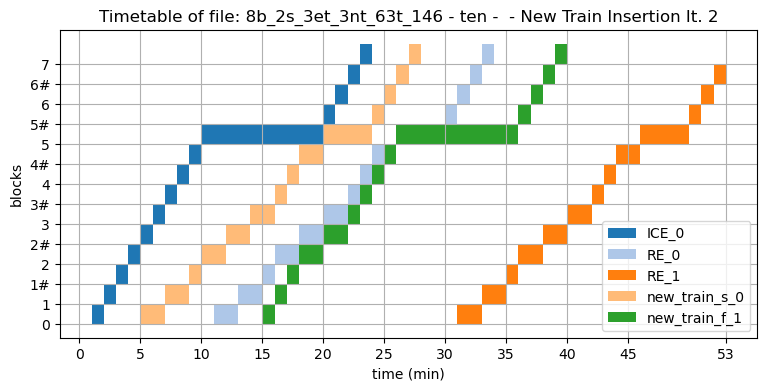 Timetable of file: 8b_2s_3et_3nt_63t_146 - ten -  - New Train Insertion It. 2
blocks
7
6#
6
5#
5
4#
4
3#
3
2#
2
1#
1
0
ICE_0
RE_0
RE_1
new_train_s_0
new_train_f_1
0 5 10 15 20 25 30 35 40 45 53
time (min)